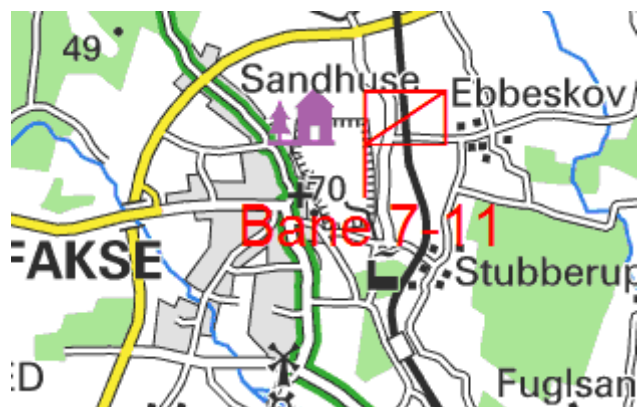 49
Sandhuse
Ebbeskov
70
Bane 7-11
FAKSE
Stubberup
ED
Fuglsan